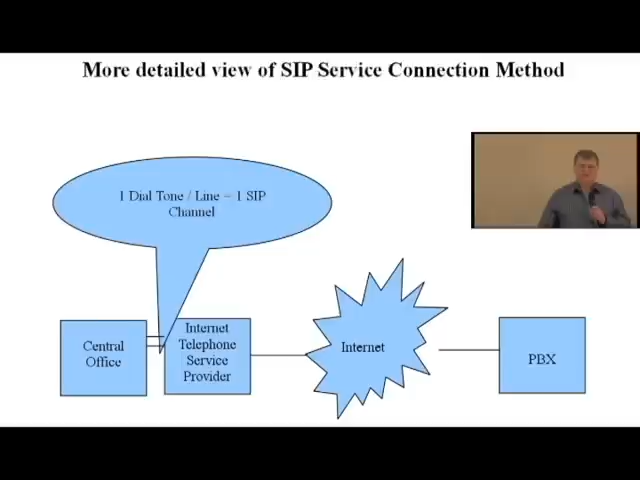 More detailed view of SIP Service Connection Method
1 Dial Tone / Line = 1 SIP
Channel
Central
Office
Internet
Telephone
Service
Provider
Internet
PBX